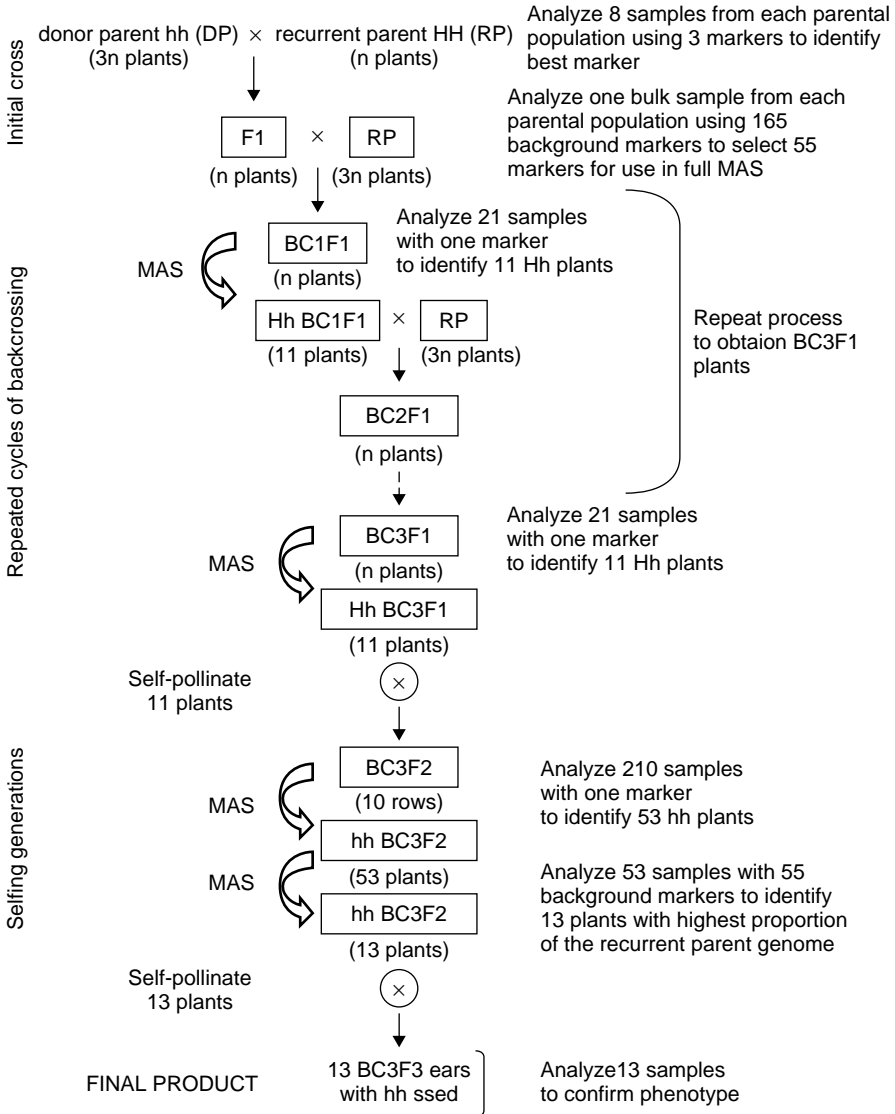 donor parent hh (DP) × recurrent parent HH (RP)
(3n plants)
(n plants)
Analyze 8 samples from each parental
population using 3 markers to identify
best marker
Initial cross
Analyze one bulk sample from each
parental population using 165
background markers to select 55
markers for use in full MAS
F1 × RP
(n plants) (3n plants)
Repeated cycles of backcrossing
BC1F1
(n plants)
MAS
Analyze 21 samples
with one marker
to identify 11 Hh plants
Hh BC1F1 × RP
(11 plants) (3n plants)
Repeat process
to obtaion BC3F1
plants
BC2F1
(n plants)
BC3F1
(n plants)
MAS
Analyze 21 samples
with one marker
to identify 11 Hh plants
Hh BC3F1
(11 plants)
Self-pollinate
11 plants
×
Selfing generations
BC3F2
(10 rows)
MAS
Analyze 210 samples
with one marker
to identify 53 hh plants
hh BC3F2
(53 plants)
MAS
Analyze 53 samples with 55
background markers to identify
13 plants with highest proportion
of the recurrent parent genome
hh BC3F2
(13 plants)
Self-pollinate
13 plants
×
FINAL PRODUCT
13 BC3F3 ears
with hh ssed
Analyze13 samples
to confirm phenotype